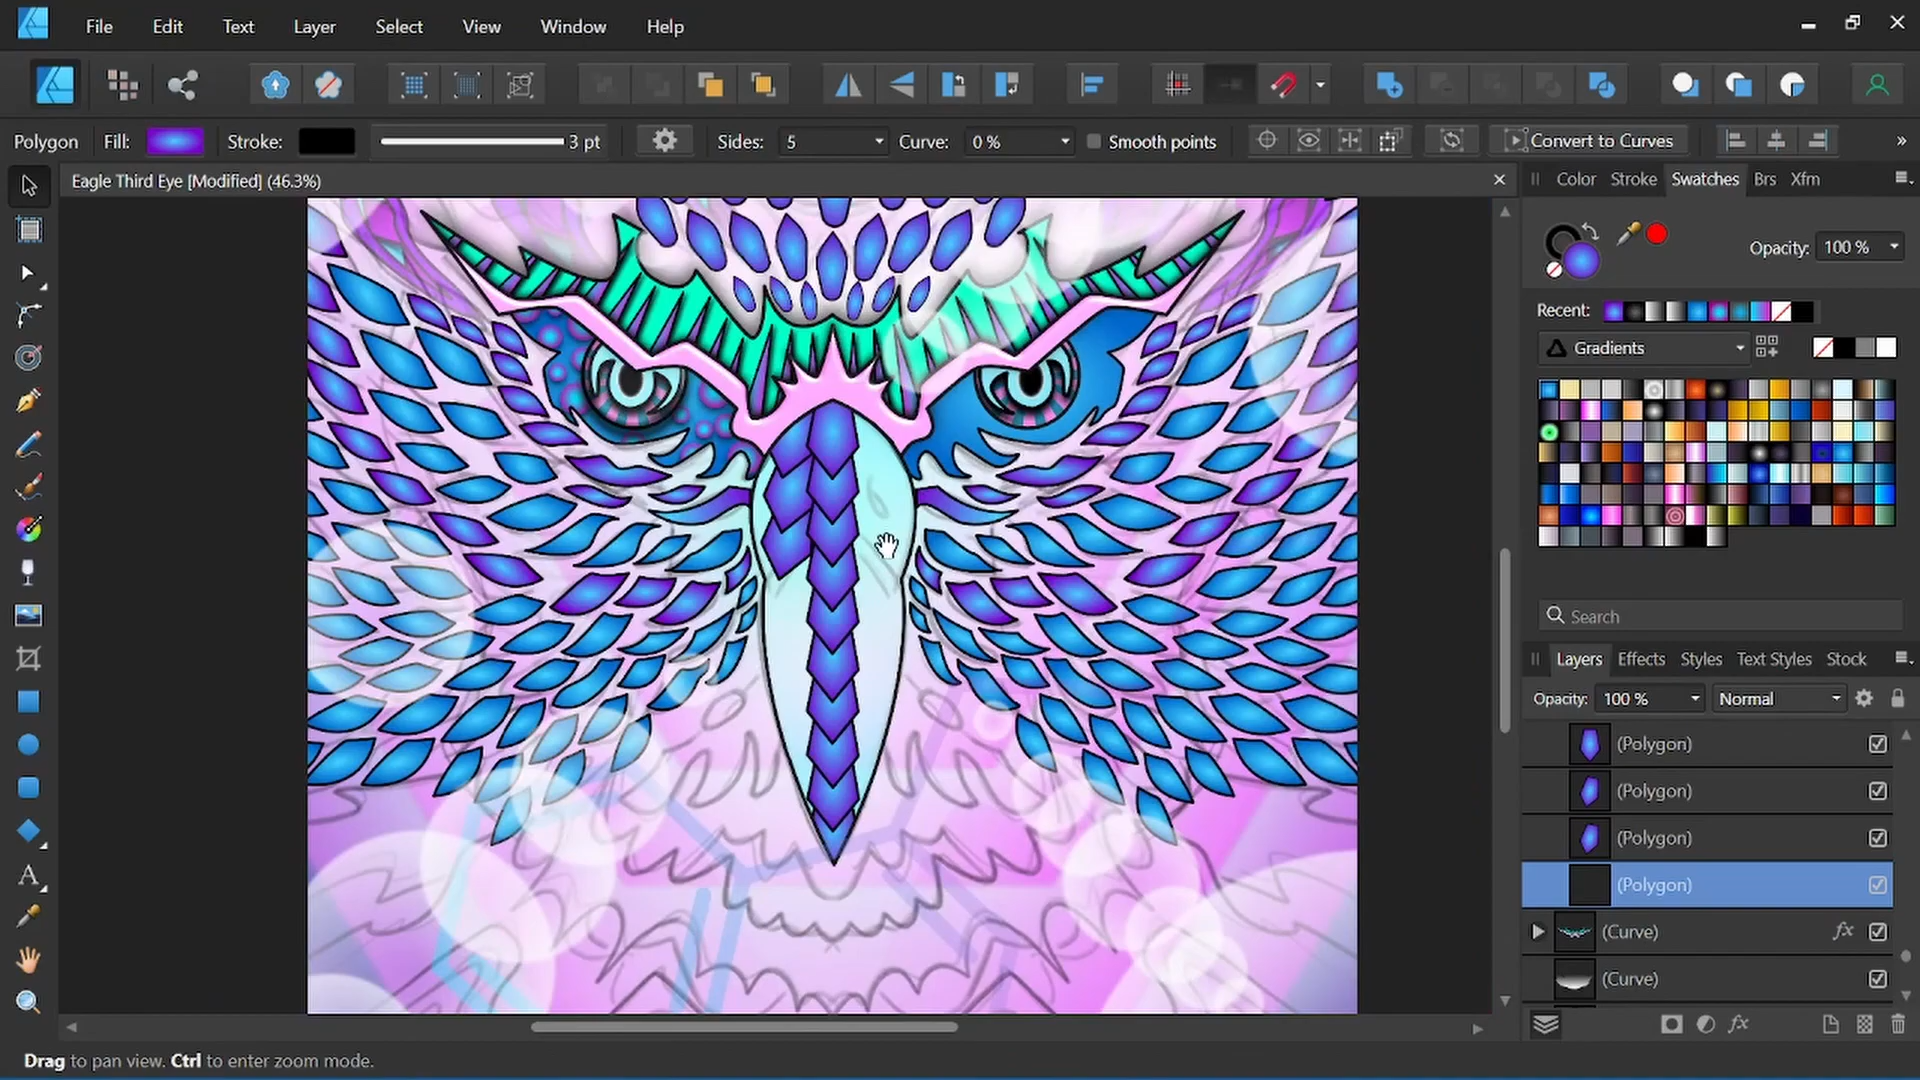 File Edit Text Layer Select View Window Help
Polygon Fill: Stroke: 3 pt Sides: 5 Curve: 0 % Smooth points Convert to Curves »
Eagle Third Eye [Modified] (46.3%)
Color Stroke Swatches Brs Xfm
Opacity: 100 %
Recent:
Gradients
Search
Layers Effects Styles Text Styles Stock
Opacity: 100 % Normal
(Polygon)
(Polygon)
(Polygon)
(Polygon)
(Curve) fx
(Curve)
fx
Drag to pan view. Ctrl to enter zoom mode.